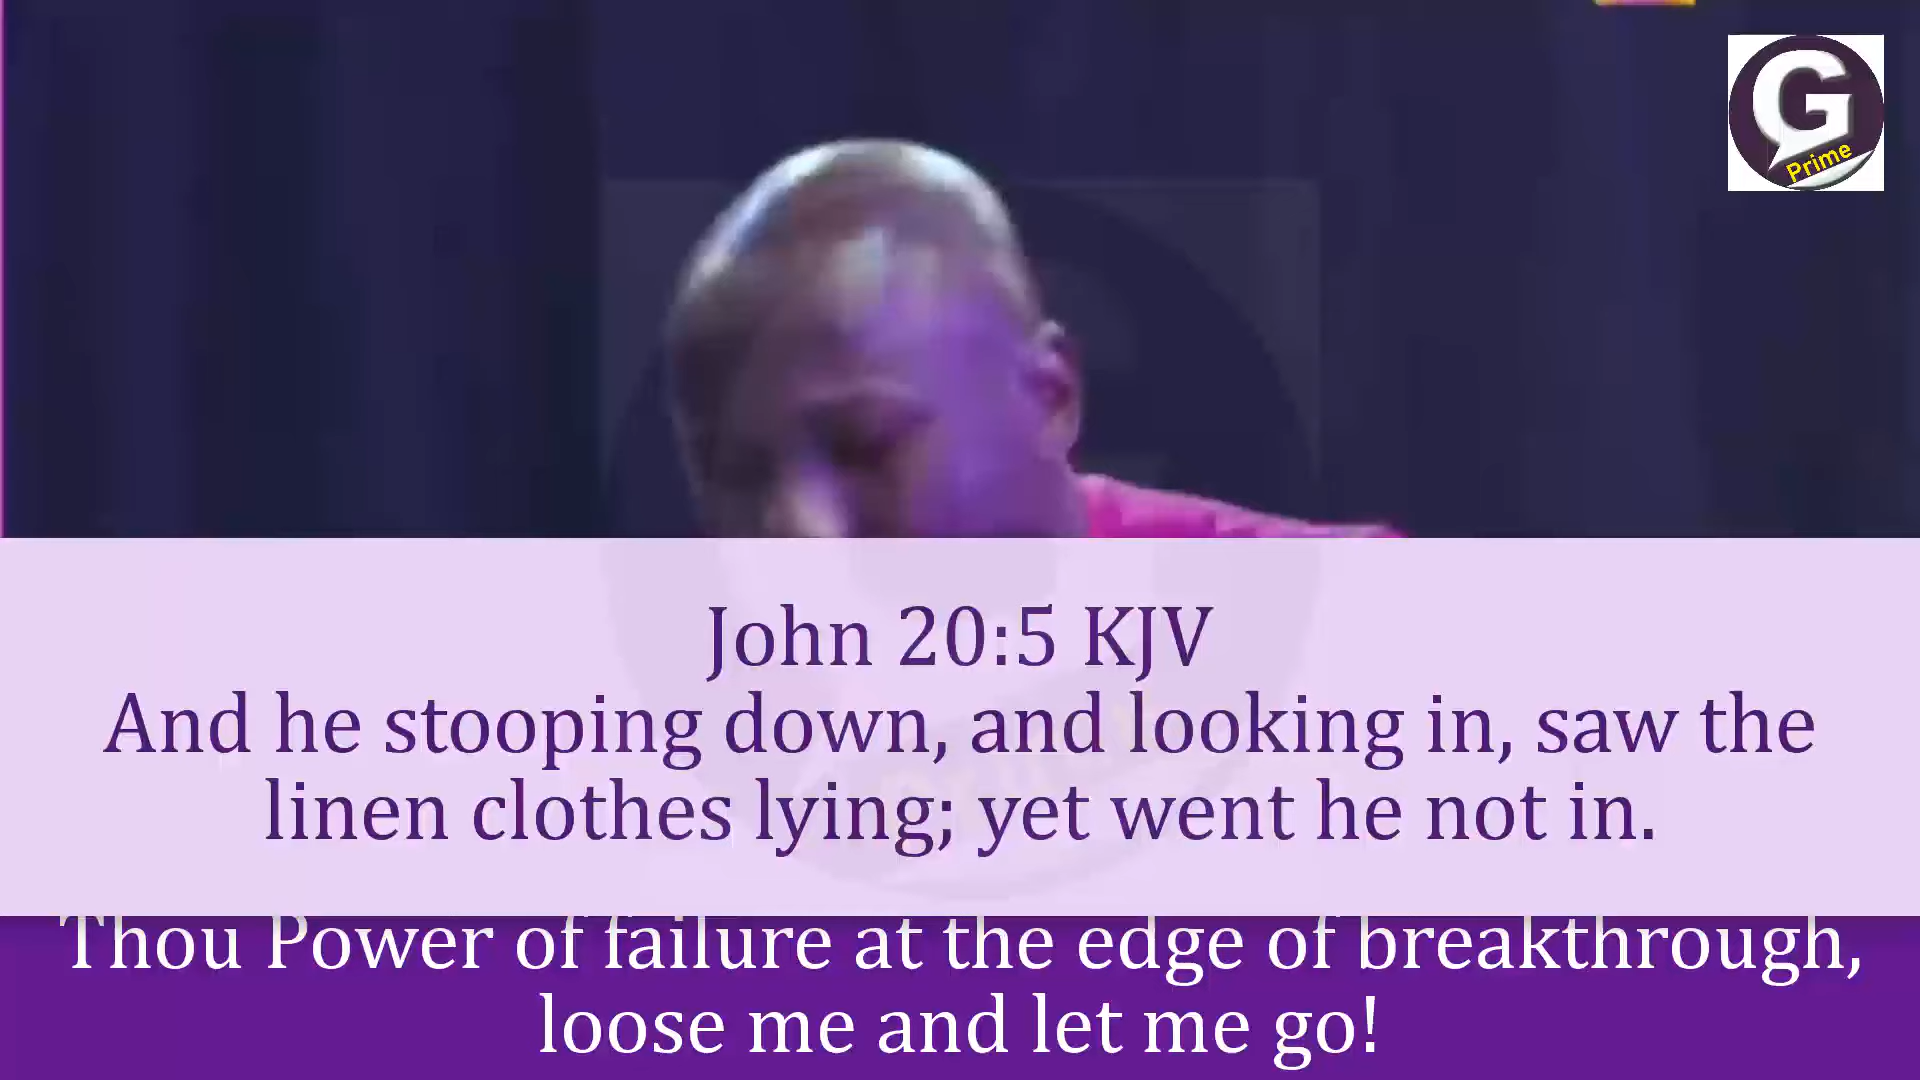 G
Prime
John 20:5 KJV
And he stooping down, and looking in, saw the
linen clothes lying; yet went he not in.
Thou Power of failure at the edge of breakthrough,
loose me and let me go!